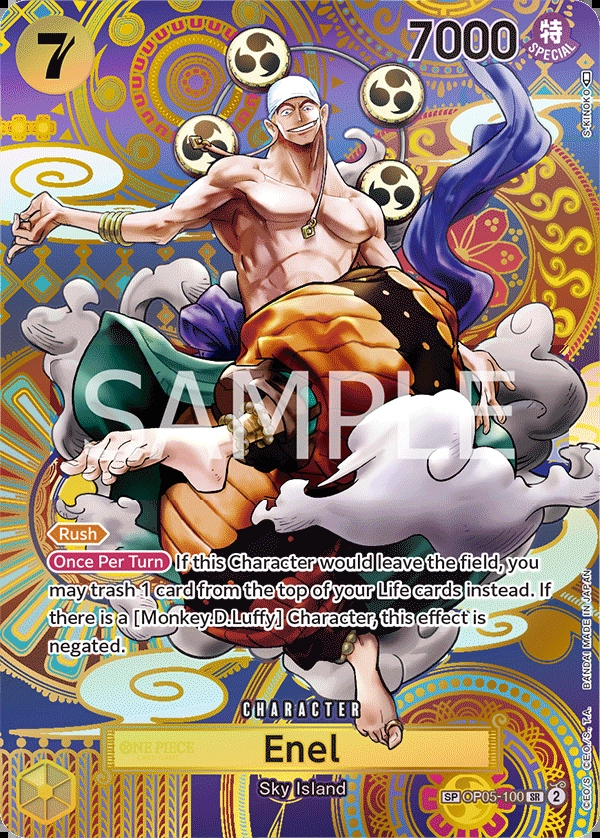 7
7000
特
SPECIAL
S-KINOKO
SAMPLE
Rush
Once Per Turn If this Character would leave the field, you
may trash 1 card from the top of your Life cards instead. If
there is a [Monkey.D.Luffy] Character, this effect is
negated.
BANDAI MADE IN JAPAN
CHARACTER
ONE PIECE
Enel
Sky Island
SP OP05-100 SR 2
©EO/S ©EO/S, T.A.